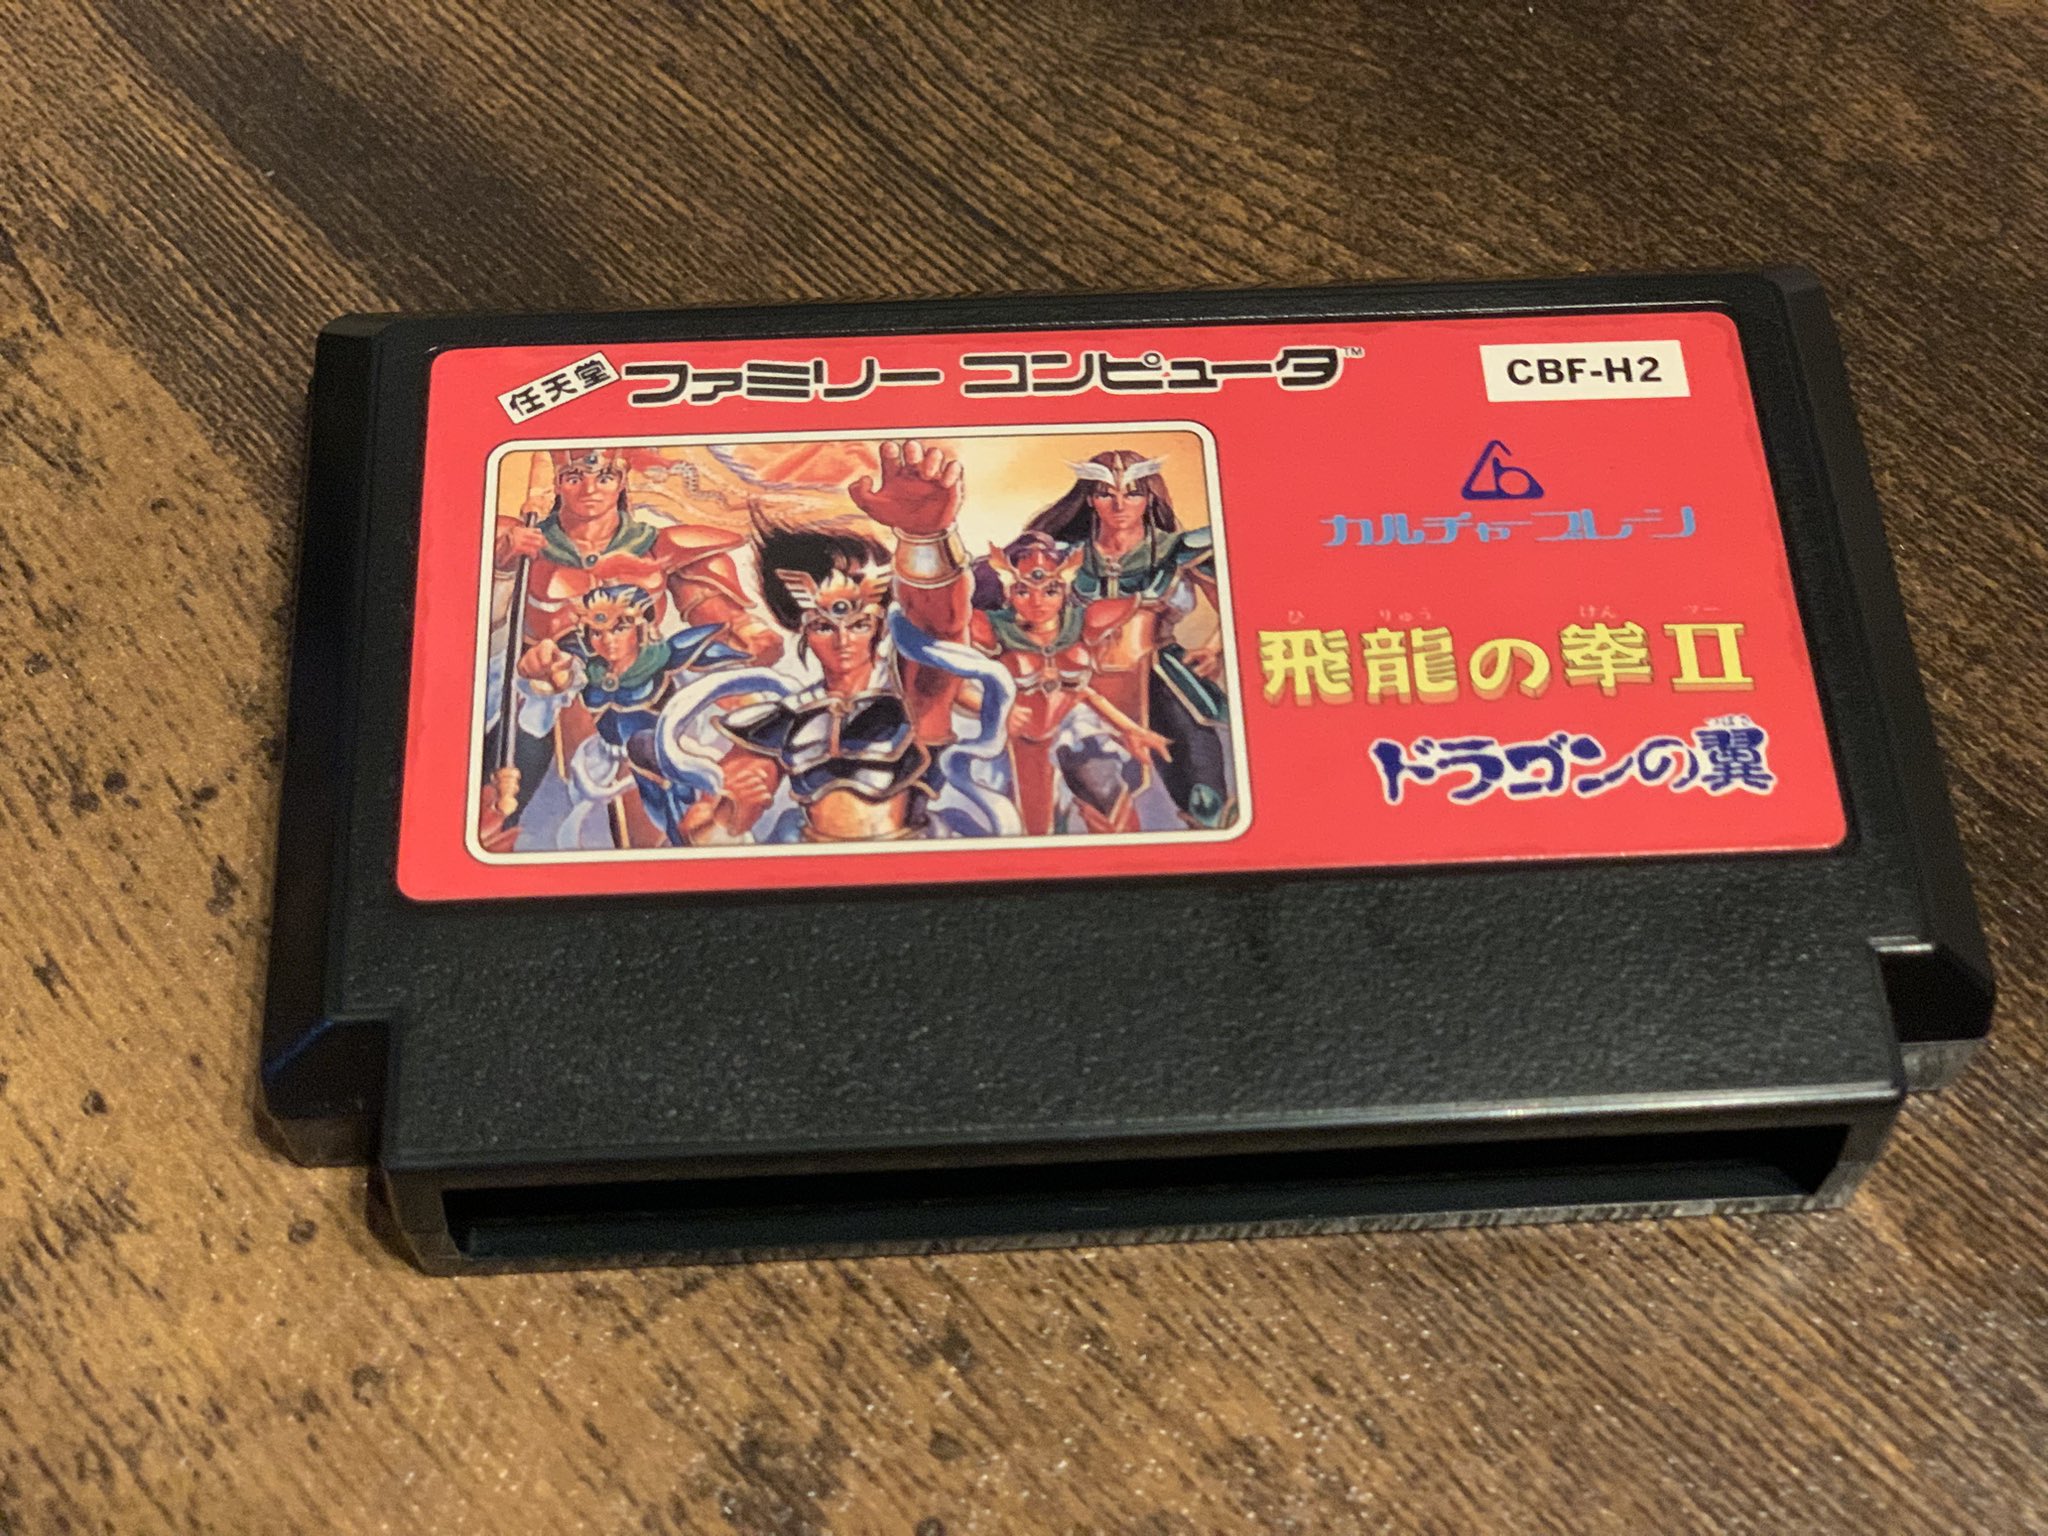 任天堂 ファミリー コンピュータ™
CBF-H2
カルチャーブレーン
ひ りゅう けん ツー
飛龍の拳II
つばさ
ドラゴンの翼